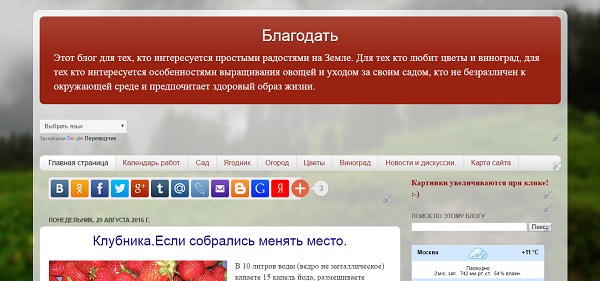 Благодать
Этот блог для тех, кто интересуется простыми радостями на Земле. Для тех кто любит цветы и виноград, для
тех кто интересуется особенностями выращивания овощей и уходом за своим садом, кто не безразличен к
окружающей среде и предпочитает здоровый образ жизни.
Выбрать язык
Google Переводчик
Главная страница Календарь работ Сад Ягодник Огород Цветы Виноград Новости и дискуссии. Карта сайта
3
Картинки увеличиваются при клике!
:-)
ПОИСК ПО ЭТОМУ БЛОГУ
Поиск
ПОНЕДЕЛЬНИК, 29 АВГУСТА 2016 Г.
Клубника.Если собрались менять место.
В 10 литров воды (ведро не металлическое)
капаете 15 капель йода, размешиваете
Москва +11 °C
Пасмурно
2 м/с, зап. 742 мм рт. ст. 54 % влажн.